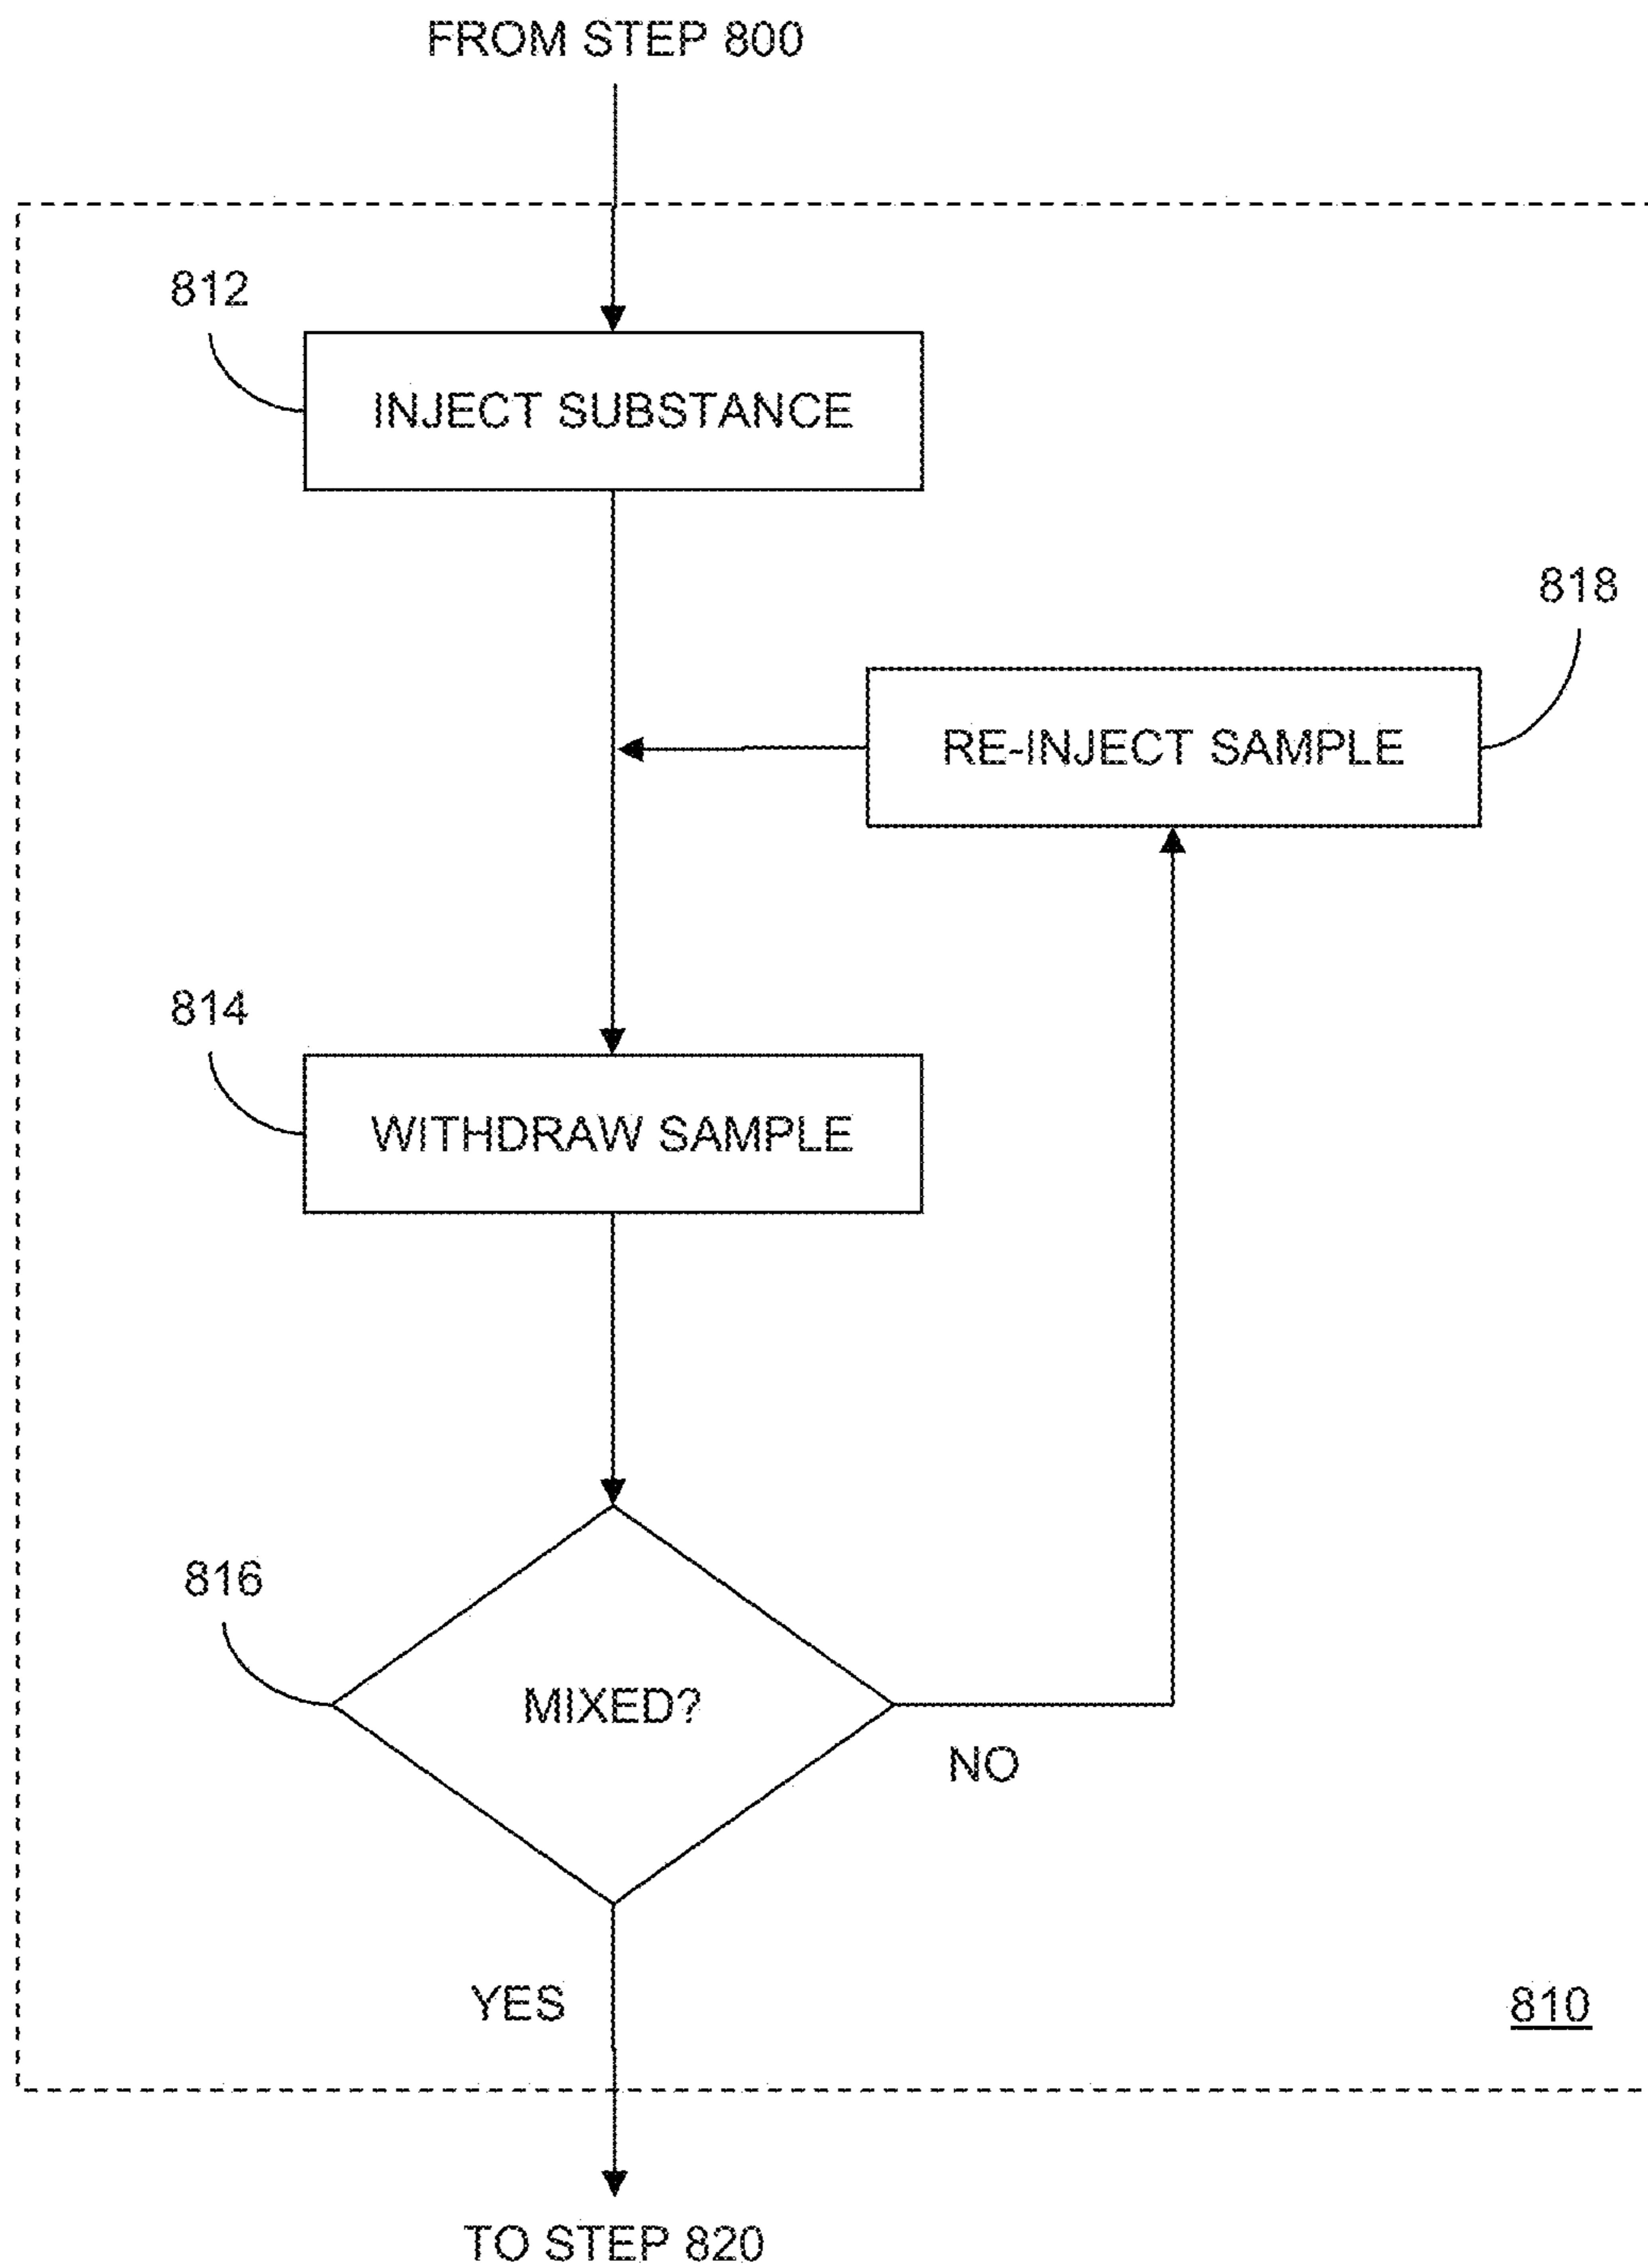 FROM STEP 800
812
INJECT SUBSTANCE
818
RE-INJECT SAMPLE
814
WITHDRAW SAMPLE
816
MIXED?
NO
YES
810
TO STEP 820